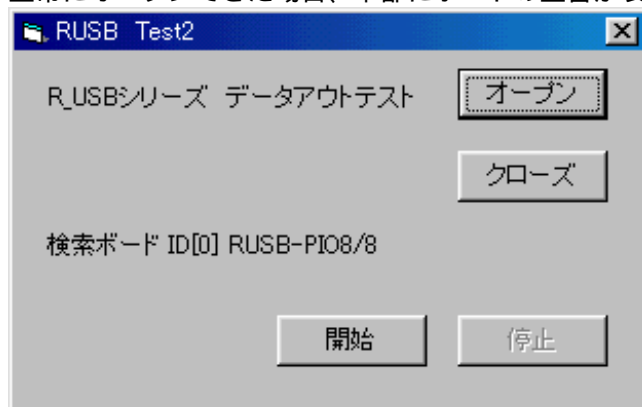 RUSB Test2
R_USBシリーズ データアウトテスト
オープン
クローズ
検索ボード ID[0] RUSB-PIO8/8
開始
停止